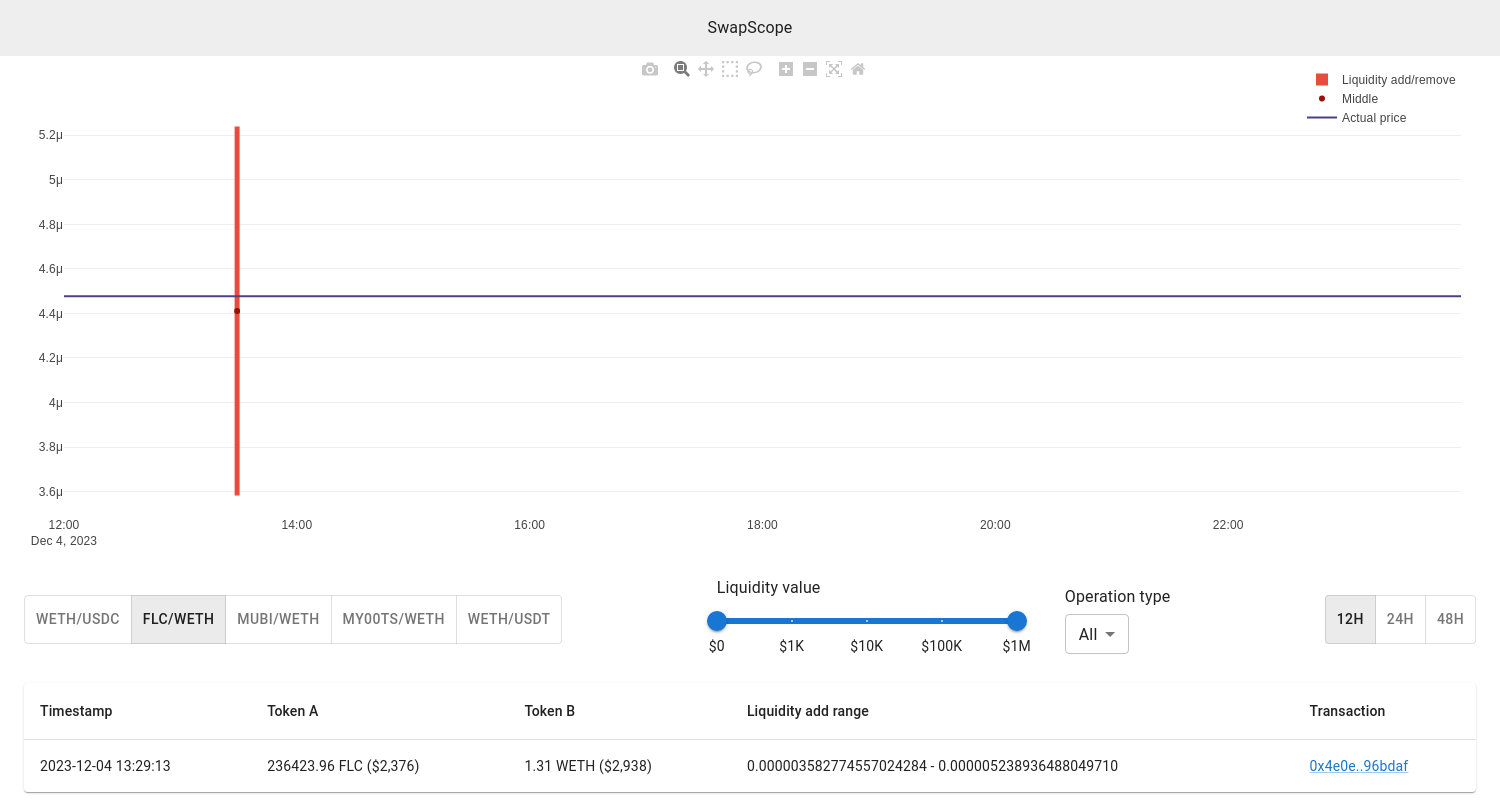 SwapScope
Liquidity add/remove
Middle
Actual price
5.2µ
5µ
4.8µ
4.6µ
4.4µ
4.2µ
4µ
3.8µ
3.6µ
12:00 14:00 16:00 18:00 20:00 22:00
Dec 4, 2023
Liquidity value
Operation type
WETH/USDC FLC/WETH MUBI/WETH MY00TS/WETH WETH/USDT
12H 24H 48H
All
$0 $1K $10K $100K $1M
Timestamp Token A Token B Liquidity add range Transaction
2023-12-04 13:29:13 236423.96 FLC ($2,376) 1.31 WETH ($2,938) 0.000003582774557024284 - 0.000005238936488049710 0x4e0e..96bdaf